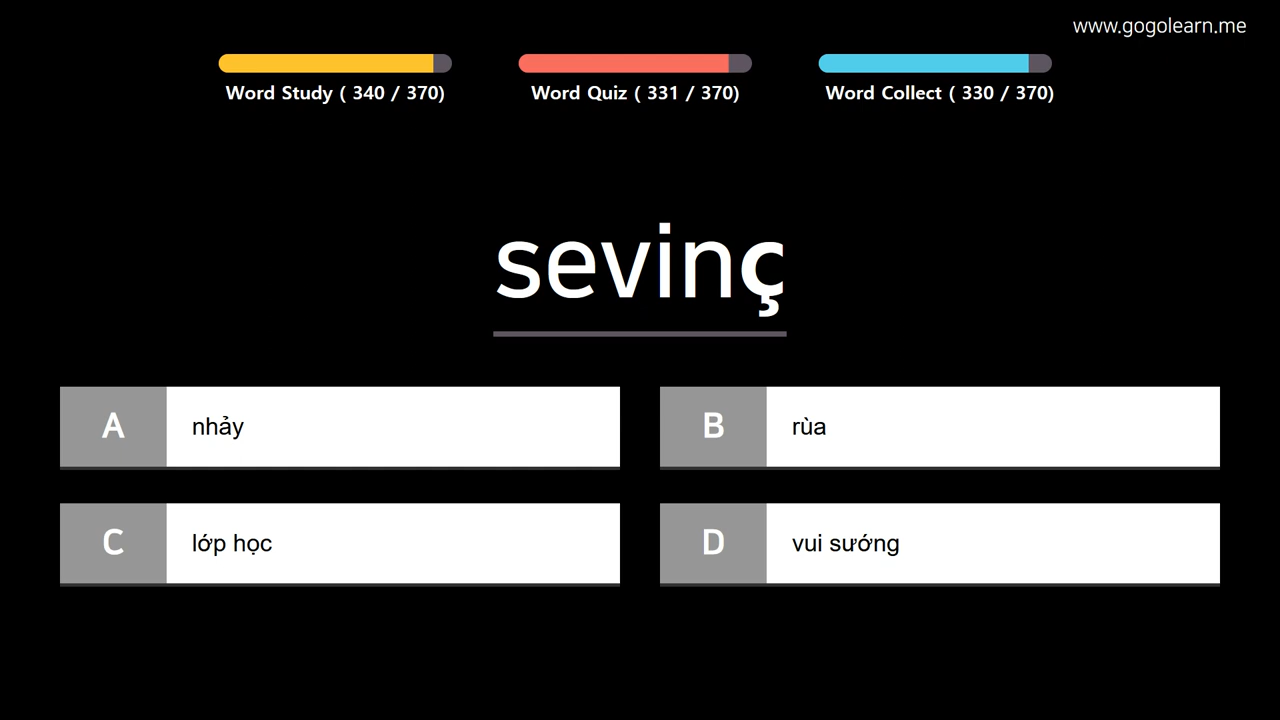 www.gogolearn.me
Word Study ( 340 / 370)
Word Quiz ( 331 / 370)
Word Collect ( 330 / 370)
sevinç
A nhảy
B rùa
C lớp học
D vui sướng